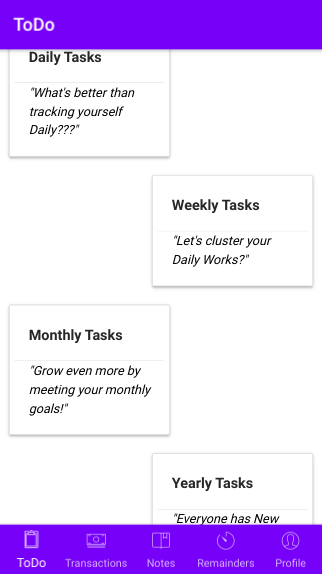 ToDo
Daily Tasks
"What's better than
tracking yourself
Daily???"
Weekly Tasks
"Let's cluster your
Daily Works?"
Monthly Tasks
"Grow even more by
meeting your monthly
goals!"
Yearly Tasks
"Everyone has New
ToDo
Transactions
Notes
Remainders
Profile